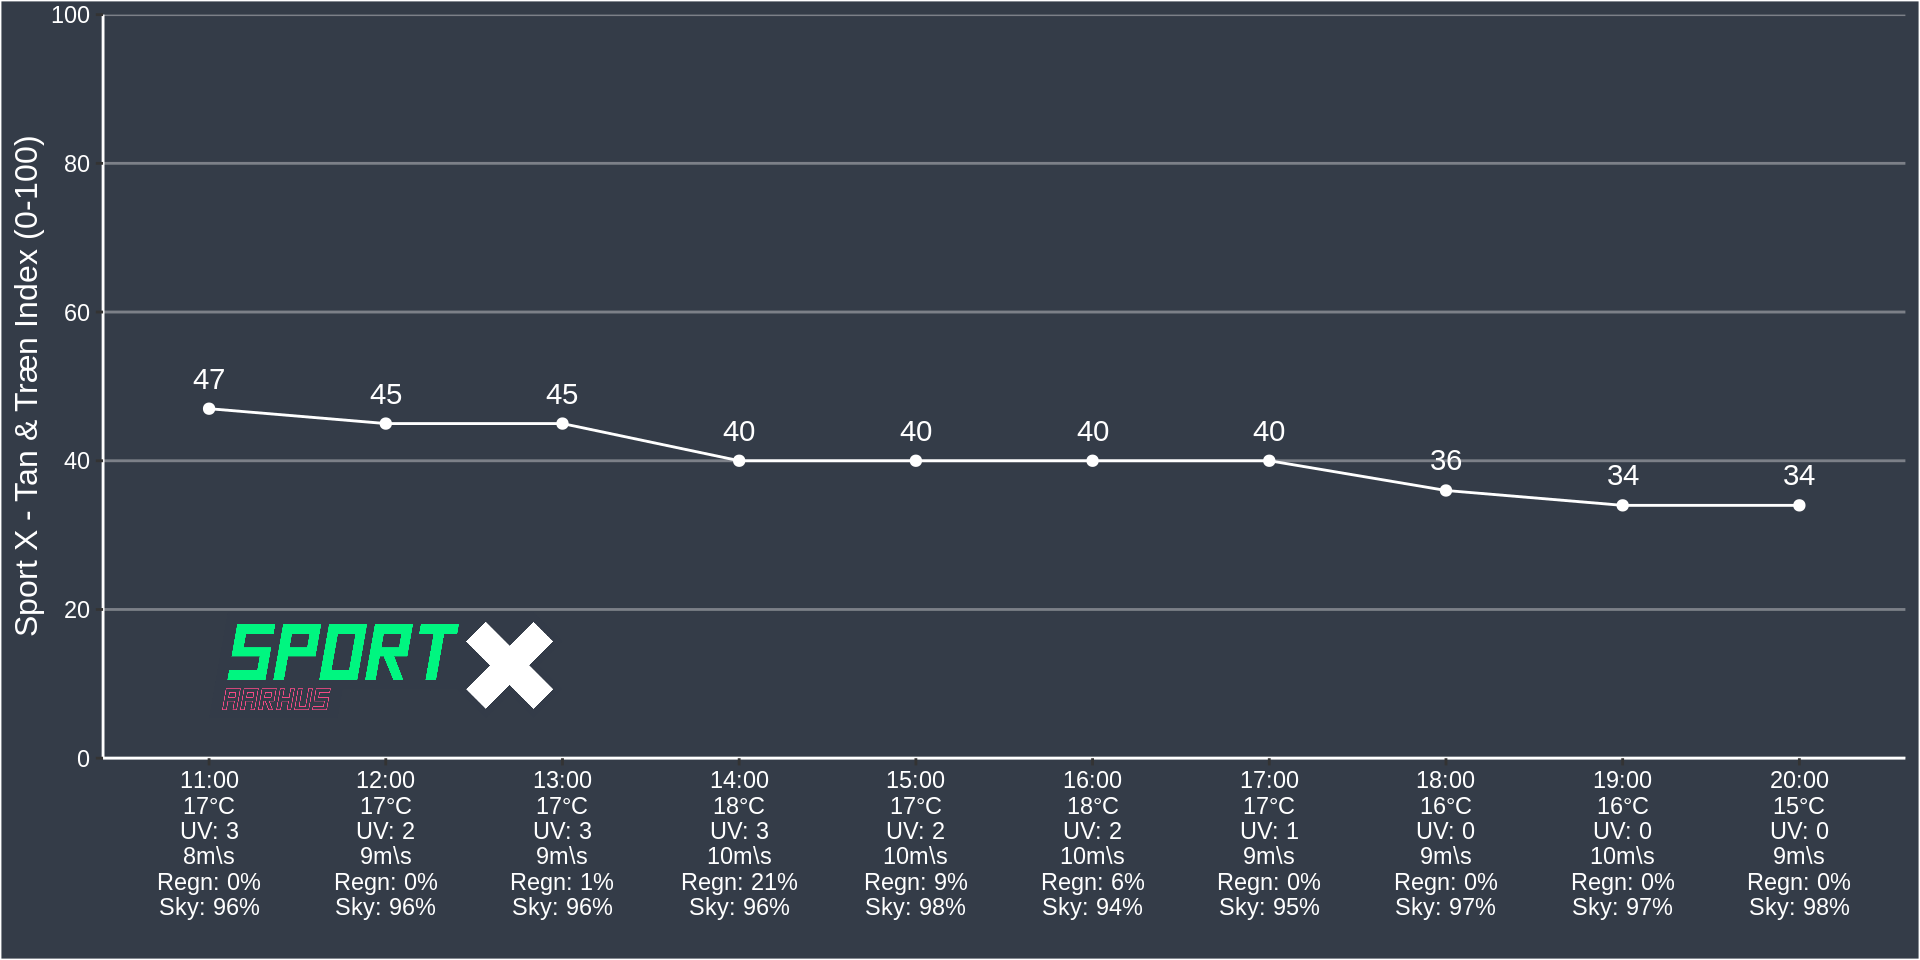 Sport X - Tan & Træn Index (0-100)
100
80
60
40
20
0
47
45
45
40
40
40
40
36
34
34
SPORT X
AARHUS
11:00 12:00 13:00 14:00 15:00 16:00 17:00 18:00 19:00 20:00
17°C 17°C 17°C 18°C 17°C 18°C 17°C 16°C 16°C 15°C
UV: 3 UV: 2 UV: 3 UV: 3 UV: 2 UV: 2 UV: 1 UV: 0 UV: 0 UV: 0
8m\s 9m\s 9m\s 10m\s 10m\s 10m\s 9m\s 9m\s 10m\s 9m\s
Regn: 0% Regn: 0% Regn: 1% Regn: 21% Regn: 9% Regn: 6% Regn: 0% Regn: 0% Regn: 0% Regn: 0%
Sky: 96% Sky: 96% Sky: 96% Sky: 96% Sky: 98% Sky: 94% Sky: 95% Sky: 97% Sky: 97% Sky: 98%